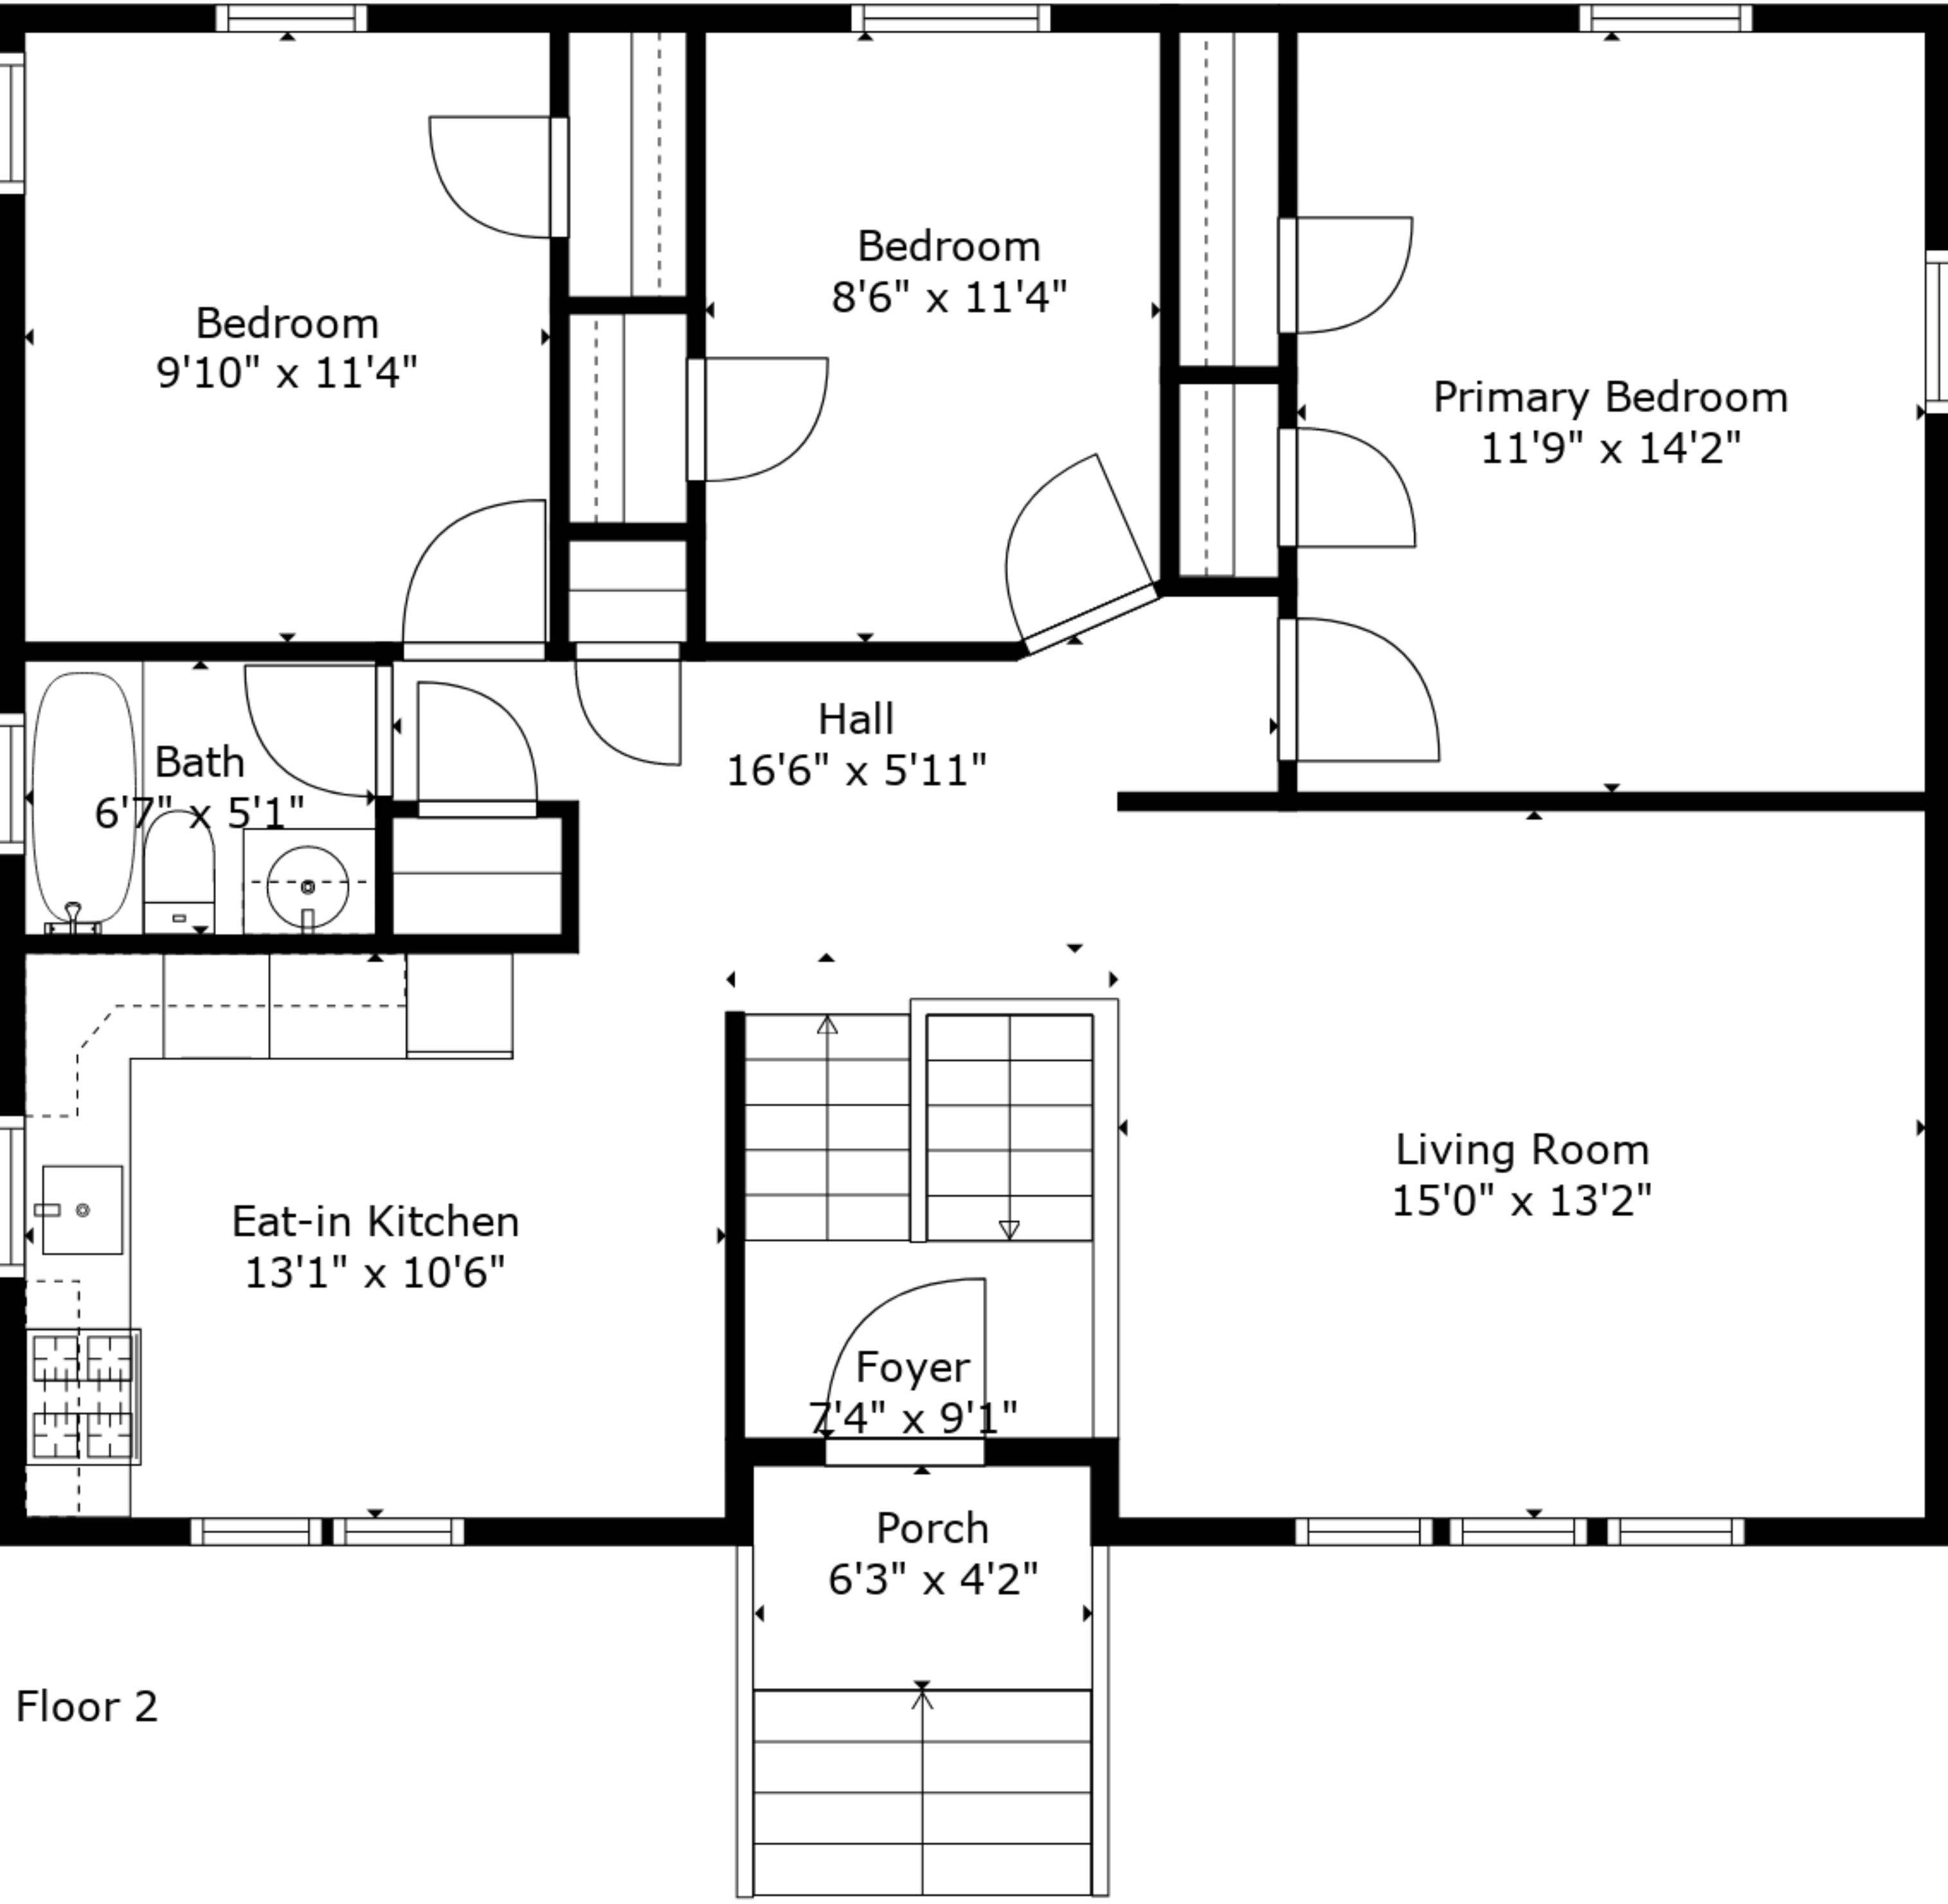 Bedroom
9'10" x 11'4"
Bedroom
8'6" x 11'4"
Primary Bedroom
11'9" x 14'2"
Bath
6'7" x 5'1"
Hall
16'6" x 5'11"
Eat-in Kitchen
13'1" x 10'6"
Living Room
15'0" x 13'2"
Foyer
7'4" x 9'1"
Porch
6'3" x 4'2"
Floor 2